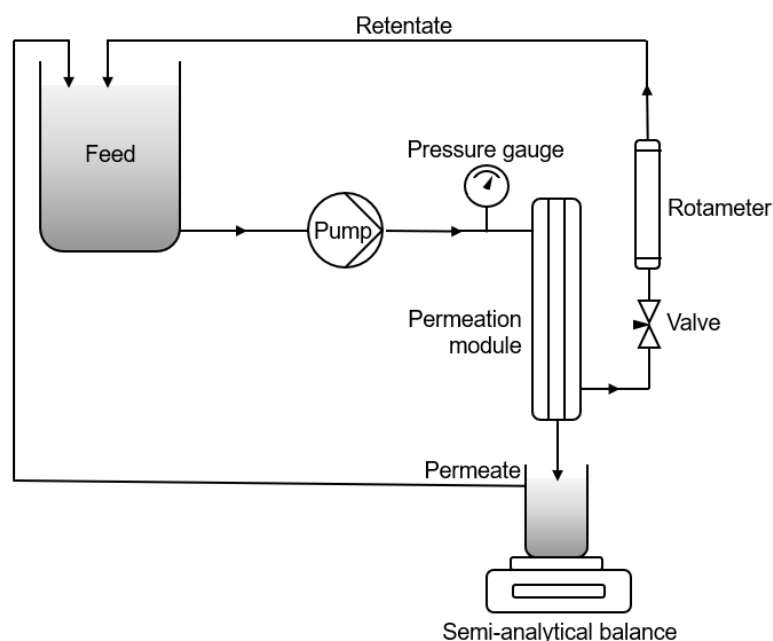 Retentate
Feed
Pressure gauge
Pump
Rotameter
Permeation
module
Valve
Permeate
Semi-analytical balance